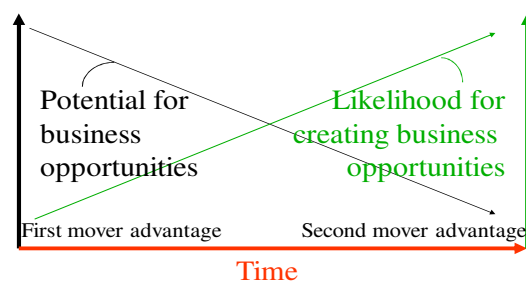 Potential for
business
opportunities
Likelihood for
creating business
opportunities
First mover advantage
Second mover advantage
Time